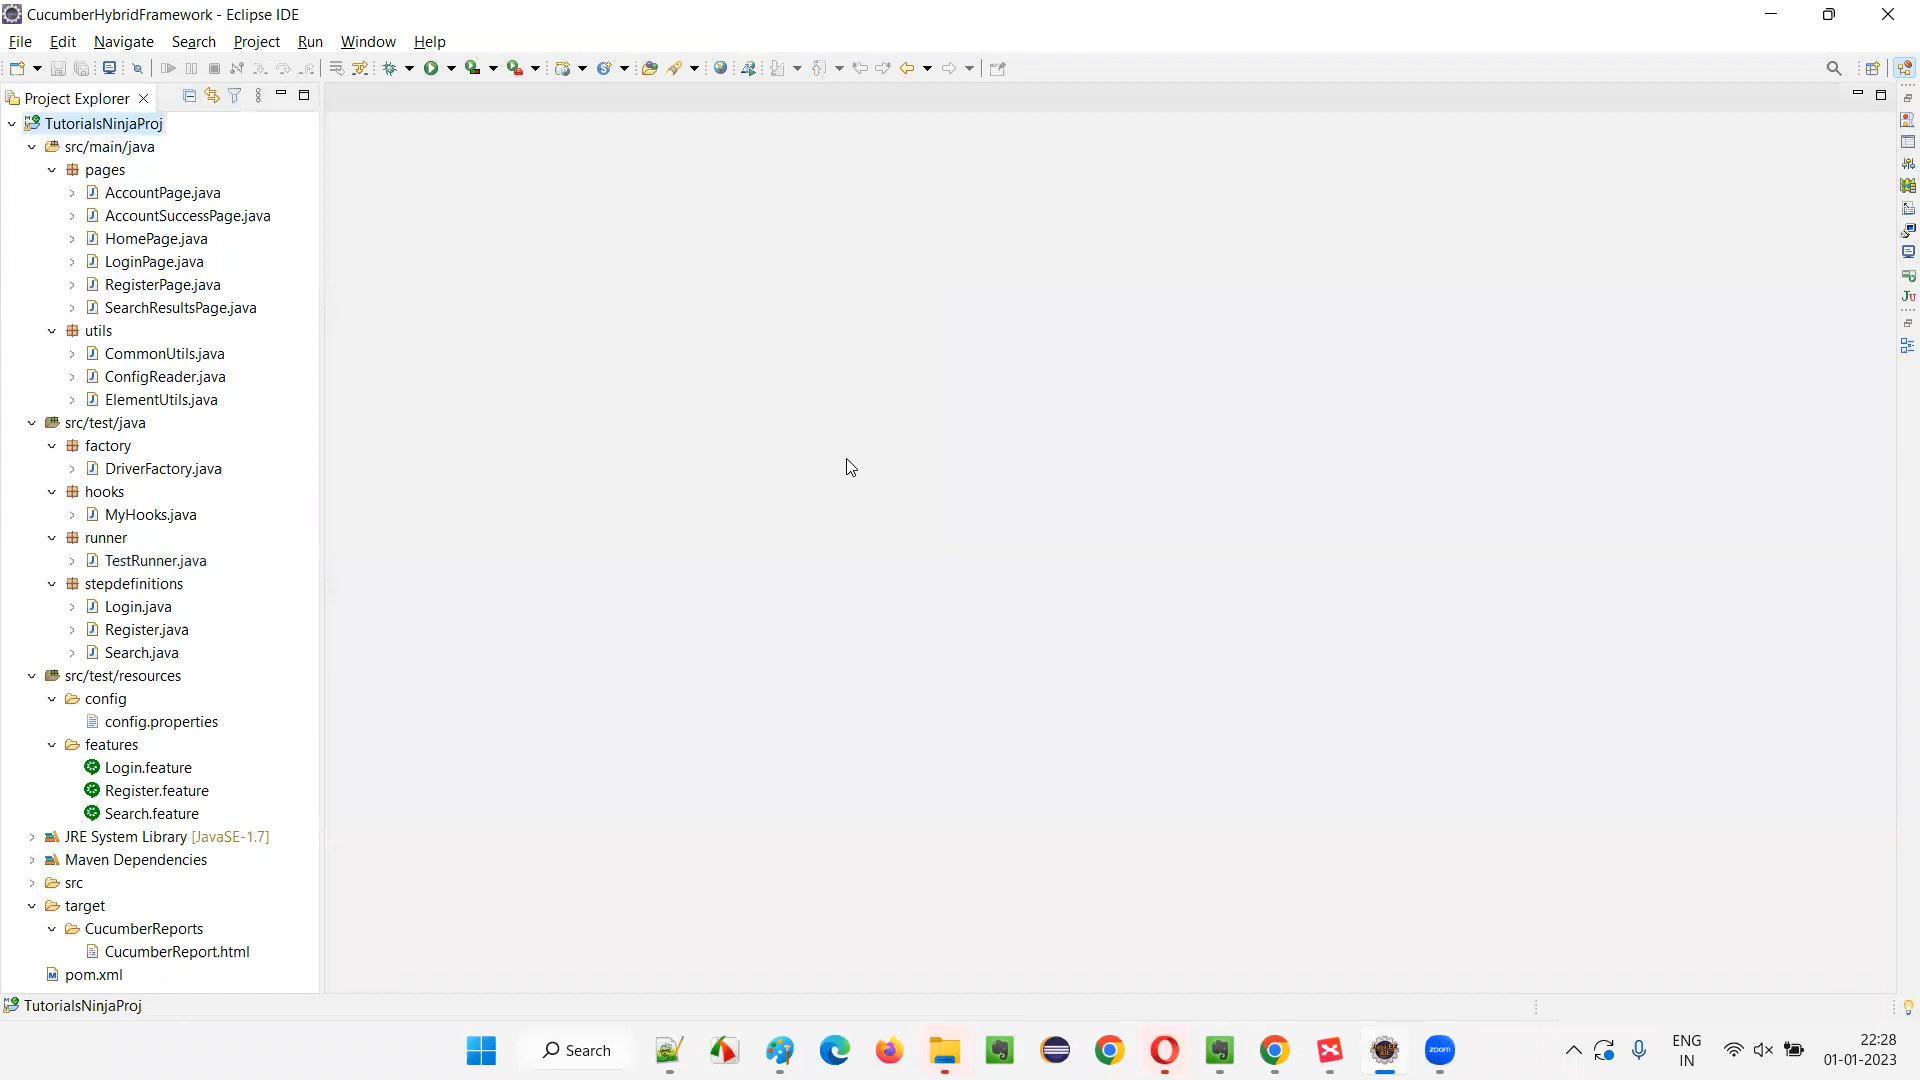 CucumberHybridFramework - Eclipse IDE
File Edit Navigate Search Project Run Window Help
Project Explorer
TutorialsNinjaProj
src/main/java
pages
AccountPage.java
AccountSuccessPage.java
HomePage.java
LoginPage.java
RegisterPage.java
SearchResultsPage.java
utils
CommonUtils.java
ConfigReader.java
ElementUtils.java
src/test/java
factory
DriverFactory.java
hooks
MyHooks.java
runner
TestRunner.java
stepdefinitions
Login.java
Register.java
Search.java
src/test/resources
config
config.properties
features
Login.feature
Register.feature
Search.feature
JRE System Library [JavaSE-1.7]
Maven Dependencies
src
target
CucumberReports
CucumberReport.html
pom.xml
TutorialsNinjaProj
Search
zoom
ENG
IN
22:28
01-01-2023